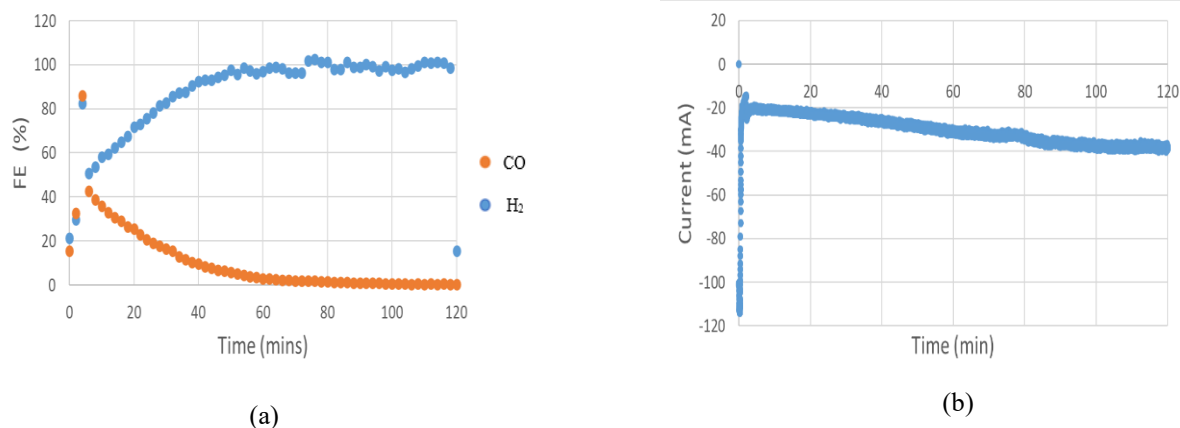 120
100
80
60
40
20
0
FE (%)
0 20 40 60 80 100 120
Time (mins)
CO
H₂
(a)
20
0
-20
-40
-60
-80
-100
-120
Current (mA)
0 20 40 60 80 100 120
Time (min)
(b)